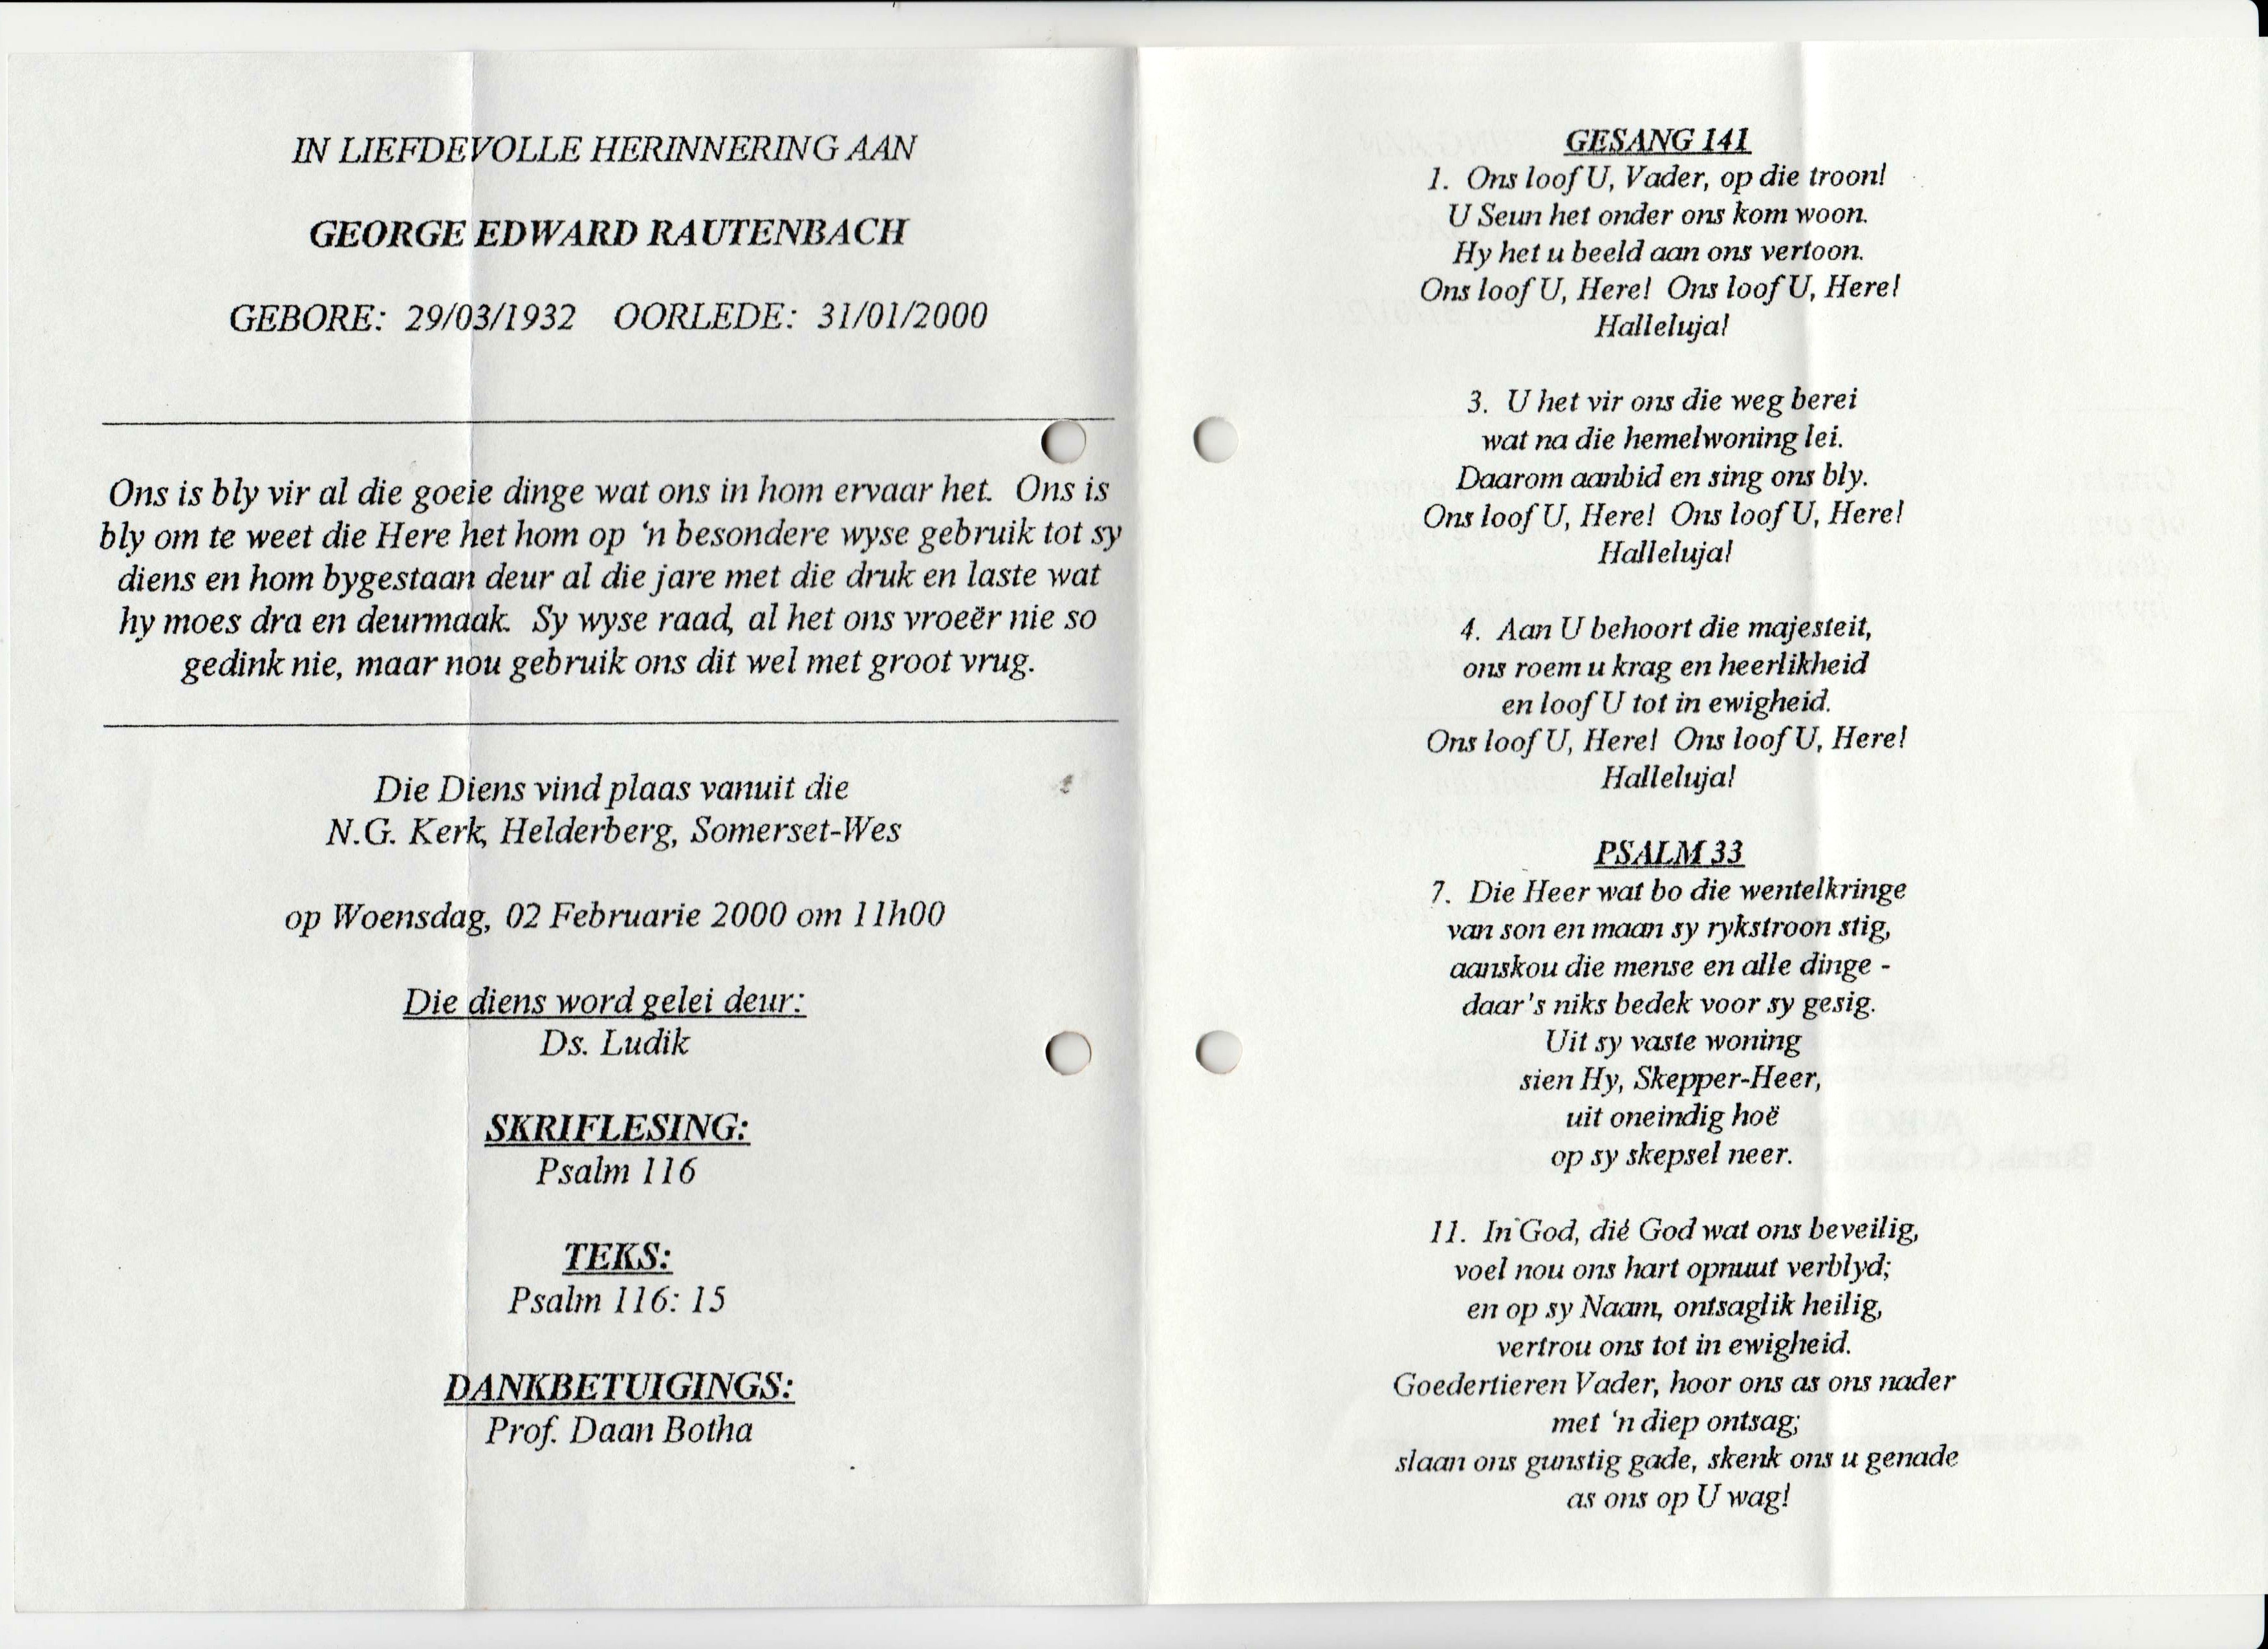 IN LIEFDEVOLLE HERINNERING AAN
GEORGE EDWARD RAUTENBACH
GEBORE: 29/03/1932 OORLEDE: 31/01/2000
Ons is bly vir al die goeie dinge wat ons in hom ervaar het. Ons is
bly om te weet die Here het hom op ‘n besondere wyse gebruik tot sy
diens en hom bygestaan deur al die jare met die druk en laste wat
hy moes dra en deurmaak. Sy wyse raad, al het ons vroeër nie so
gedink nie, maar nou gebruik ons dit wel met groot vrug.
Die Diens vind plaas vanuit die
N.G. Kerk, Helderberg, Somerset-Wes
op Woensdag, 02 Februarie 2000 om 11h00
Die diens word gelei deur:
Ds. Ludik
SKRIFLESING:
Psalm 116
TEKS:
Psalm 116: 15
DANKBETUIGINGS:
Prof. Daan Botha
GESANG 141
1. Ons loof U, Vader, op die troon!
U Seun het onder ons kom woon.
Hy het u beeld aan ons vertoon.
Ons loof U, Here! Ons loof U, Here!
Halleluja!
3. U het vir ons die weg berei
wat na die hemelwoning lei.
Daarom aanbid en sing ons bly.
Ons loof U, Here! Ons loof U, Here!
Halleluja!
4. Aan U behoort die majesteit,
ons roem u krag en heerlikheid
en loof U tot in ewigheid.
Ons loof U, Here! Ons loof U, Here!
Halleluja!
PSALM 33
7. Die Heer wat bo die wentelkringe
van son en maan sy rykstroon stig,
aanskou die mense en alle dinge -
daar's niks bedek voor sy gesig.
Uit sy vaste woning
sien Hy, Skepper-Heer,
uit oneindig hoë
op sy skepsel neer.
11. In God, dié God wat ons beveilig,
voel nou ons hart opnuut verblyd;
en op sy Naam, ontsaglik heilig,
vertrou ons tot in ewigheid.
Goedertieren Vader, hoor ons as ons nader
met ‘n diep ontsag;
slaan ons gunstig gade, skenk ons u genade
as ons op U wag!